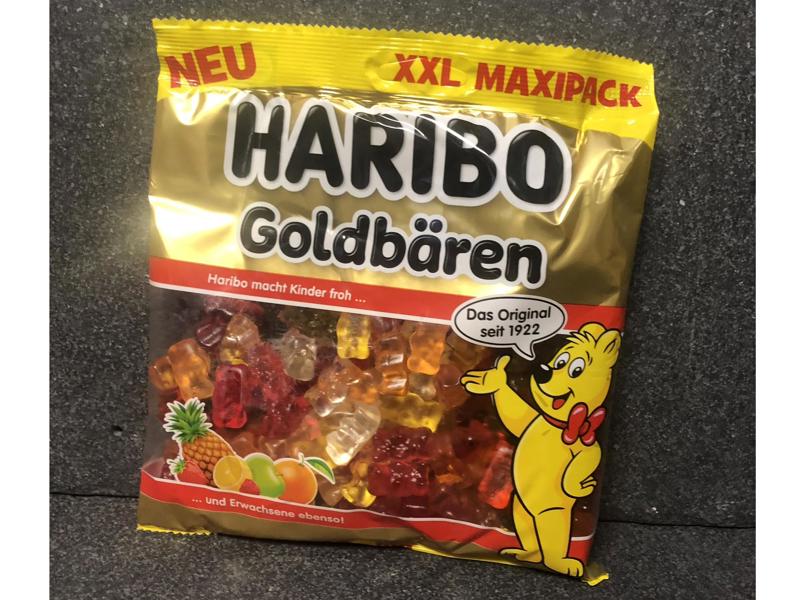 NEU
XXL MAXIPACK
HARIBO
Goldbären
Haribo macht Kinder froh ...
Das Original
seit 1922
... und Erwachsene ebenso!